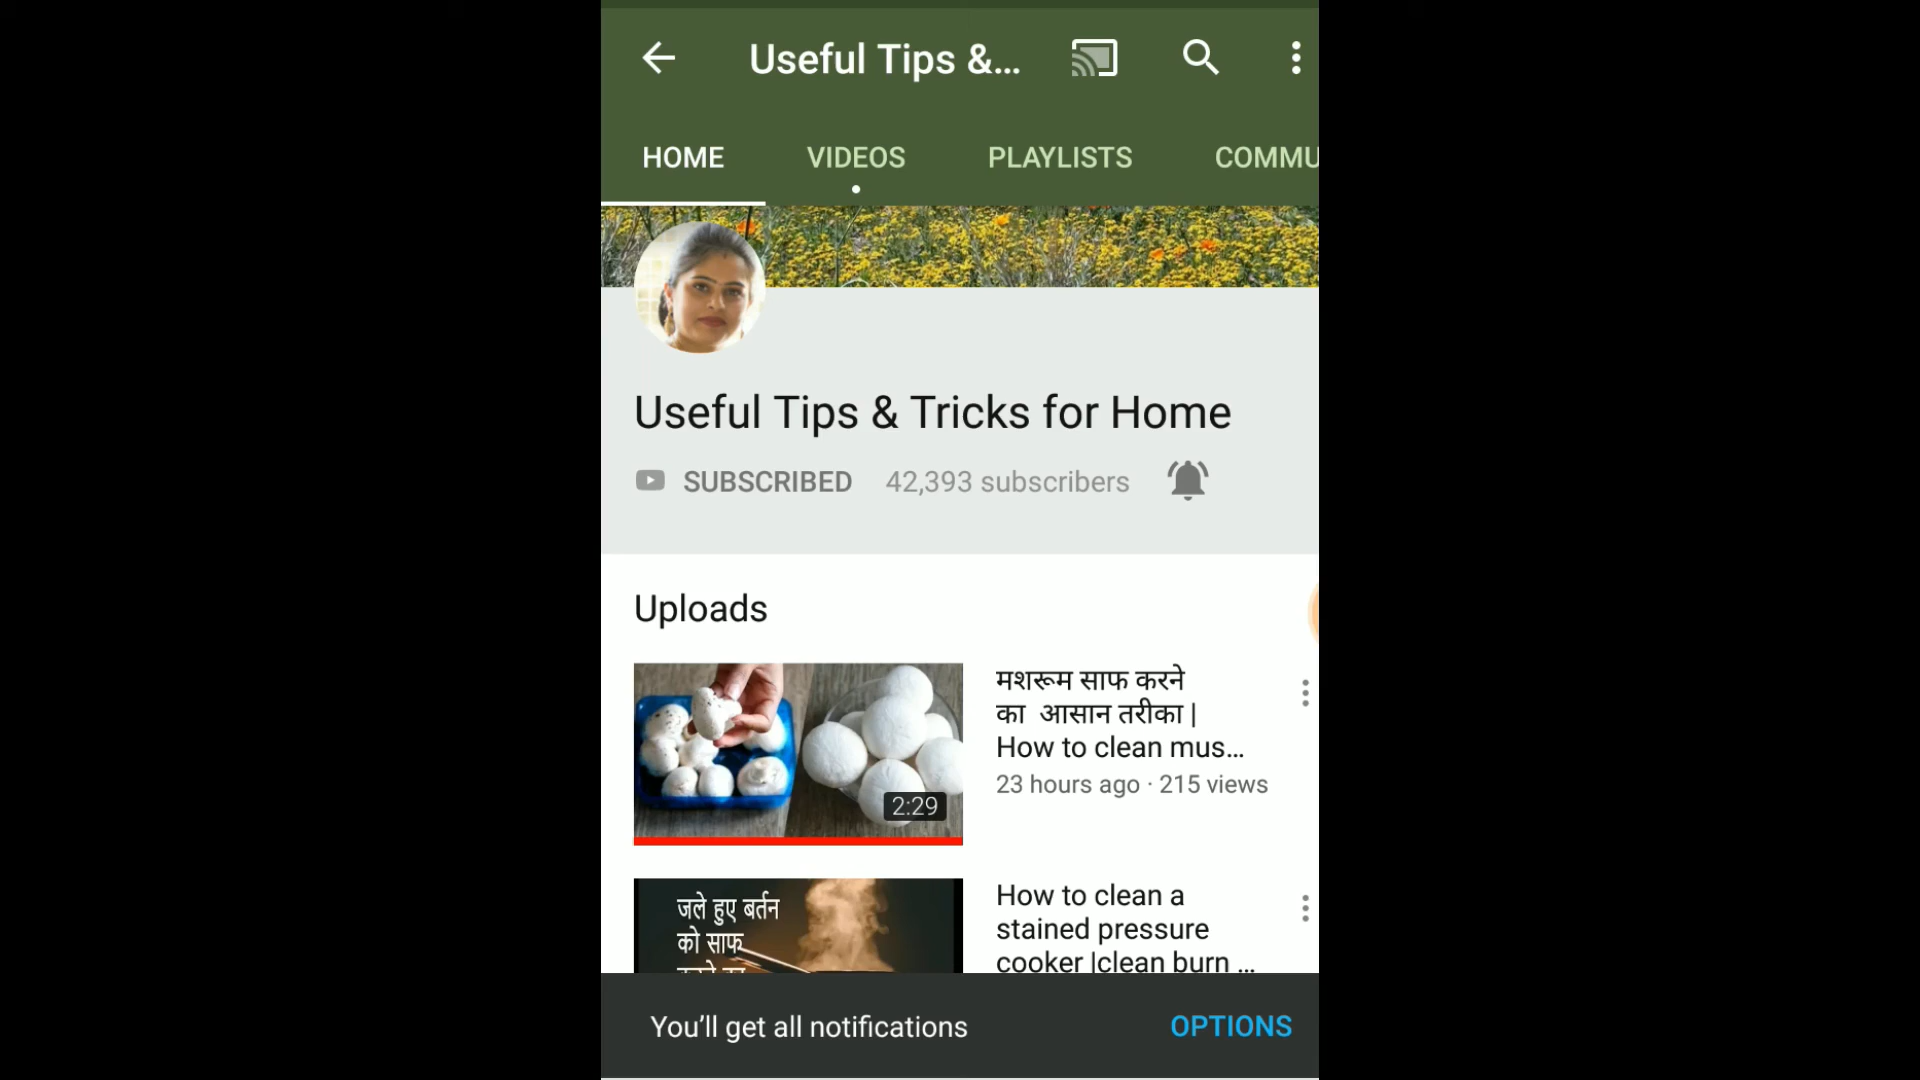 Useful Tips &...
HOME VIDEOS PLAYLISTS COMMU
Useful Tips & Tricks for Home
SUBSCRIBED 42,393 subscribers
Uploads
मशरूम साफ करने
का आसान तरीका |
How to clean mus...
23 hours ago · 215 views
2:29
जले हुए बर्तन
को साफ
How to clean a
stained pressure
cooker |clean burn ...
You'll get all notifications OPTIONS